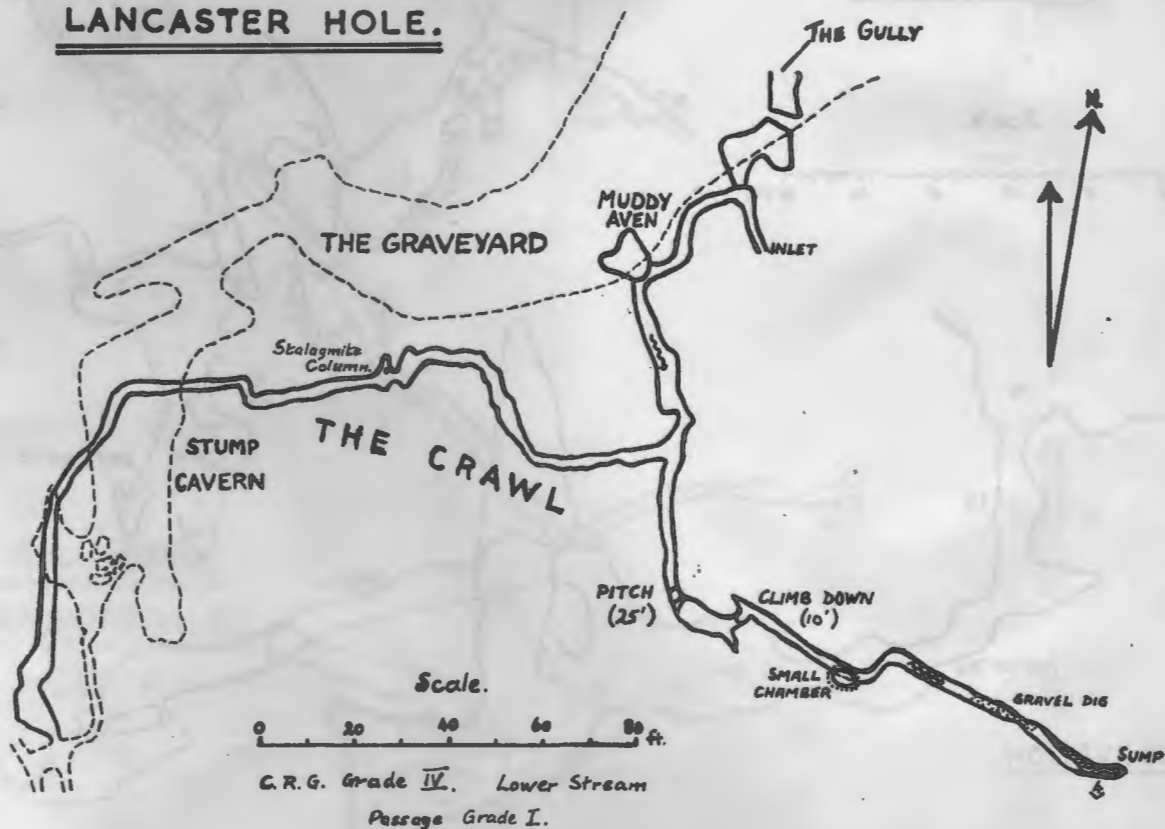 LANCASTER HOLE.
THE GULLY
N.
MUDDY
AVEN
INLET
THE GRAVEYARD
Stalagmite
Column.
THE CRAWL
STUMP
CAVERN
PITCH
(25')
CLIMB DOWN
(10')
SMALL
CHAMBER
GRAVEL DIG
SUMP
Scale.
0 20 40 60 80 ft.
C.R.G. Grade IV. Lower Stream
Passage Grade I.